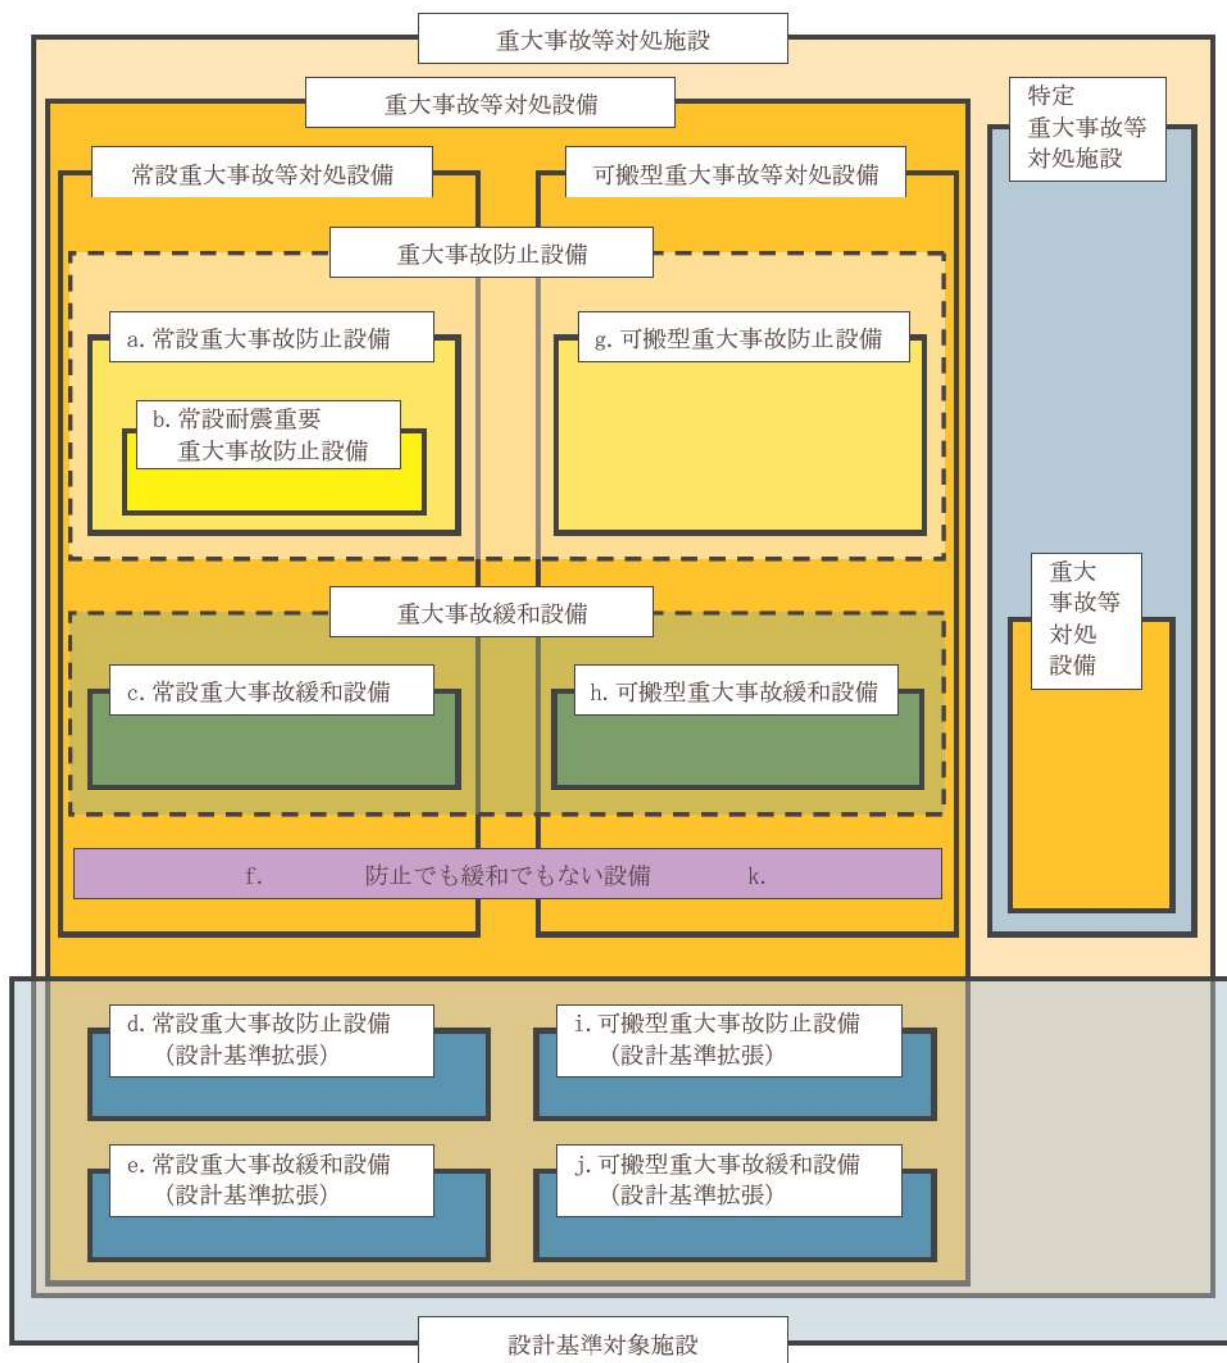 重大事故等対処施設
重大事故等対処設備
特定
重大事故等
対処施設
常設重大事故等対処設備
可搬型重大事故等対処設備
重大事故防止設備
a. 常設重大事故防止設備
g. 可搬型重大事故防止設備
b. 常設耐震重要
重大事故防止設備
重大
事故等
対処
設備
重大事故緩和設備
c. 常設重大事故緩和設備
h. 可搬型重大事故緩和設備
f. 防止でも緩和でもない設備 k.
d. 常設重大事故防止設備
(設計基準拡張)
i. 可搬型重大事故防止設備
(設計基準拡張)
e. 常設重大事故緩和設備
(設計基準拡張)
j. 可搬型重大事故緩和設備
(設計基準拡張)
設計基準対象施設